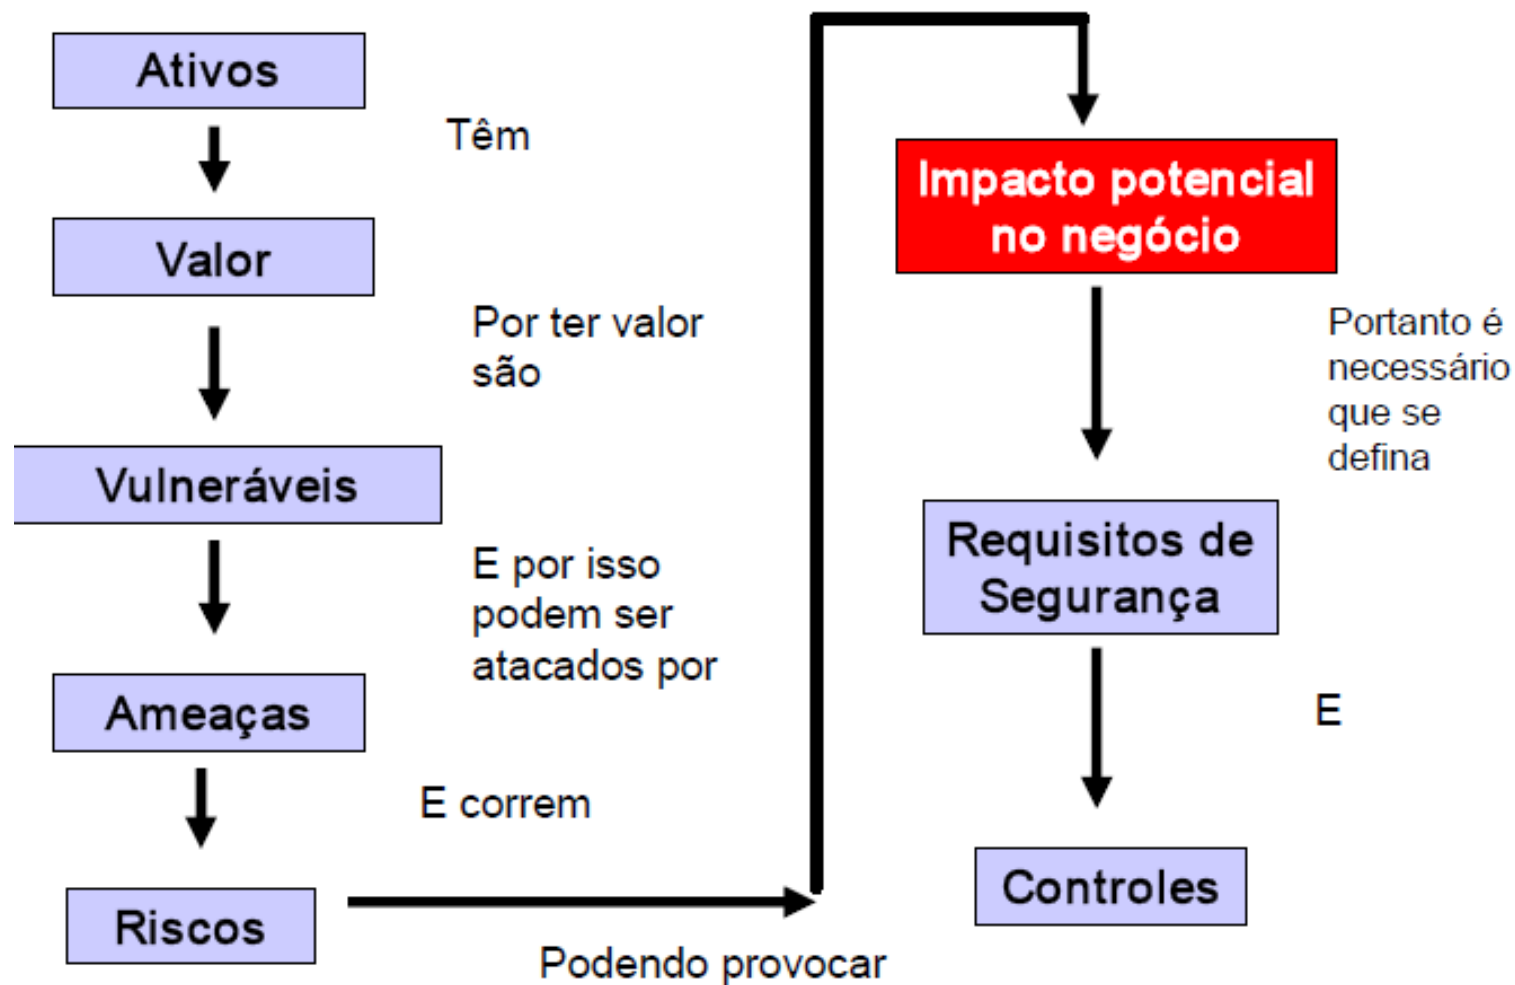 Ativos
Têm
Valor
Por ter valor
são
Vulneráveis
E por isso
podem ser
atacados por
Ameaças
E correm
Riscos
Podendo provocar
Impacto potencial
no negócio
Portanto é
necessário
que se
defina
Requisitos de
Segurança
E
Controles